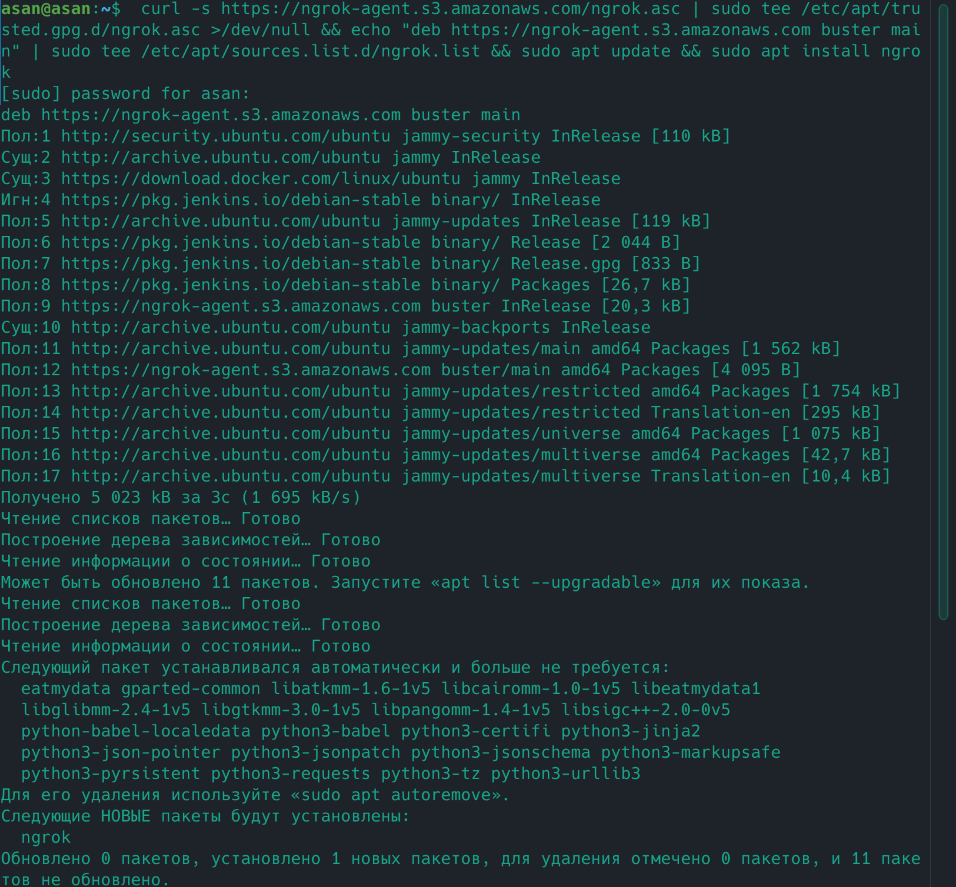 asan@asan:~$  curl -s https://ngrok-agent.s3.amazonaws.com/ngrok.asc | sudo tee /etc/apt/tru
sted.gpg.d/ngrok.asc >/dev/null && echo "deb https://ngrok-agent.s3.amazonaws.com buster mai
n" | sudo tee /etc/apt/sources.list.d/ngrok.list && sudo apt update && sudo apt install ngro
k
[sudo] password for asan:
deb https://ngrok-agent.s3.amazonaws.com buster main
Пол:1 http://security.ubuntu.com/ubuntu jammy-security InRelease [110 kB]
Сущ:2 http://archive.ubuntu.com/ubuntu jammy InRelease
Сущ:3 https://download.docker.com/linux/ubuntu jammy InRelease
Игн:4 https://pkg.jenkins.io/debian-stable binary/ InRelease
Пол:5 http://archive.ubuntu.com/ubuntu jammy-updates InRelease [119 kB]
Пол:6 https://pkg.jenkins.io/debian-stable binary/ Release [2 044 B]
Пол:7 https://pkg.jenkins.io/debian-stable binary/ Release.gpg [833 B]
Пол:8 https://pkg.jenkins.io/debian-stable binary/ Packages [26,7 kB]
Пол:9 https://ngrok-agent.s3.amazonaws.com buster InRelease [20,3 kB]
Сущ:10 http://archive.ubuntu.com/ubuntu jammy-backports InRelease
Пол:11 http://archive.ubuntu.com/ubuntu jammy-updates/main amd64 Packages [1 562 kB]
Пол:12 https://ngrok-agent.s3.amazonaws.com buster/main amd64 Packages [4 095 B]
Пол:13 http://archive.ubuntu.com/ubuntu jammy-updates/restricted amd64 Packages [1 754 kB]
Пол:14 http://archive.ubuntu.com/ubuntu jammy-updates/restricted Translation-en [295 kB]
Пол:15 http://archive.ubuntu.com/ubuntu jammy-updates/universe amd64 Packages [1 075 kB]
Пол:16 http://archive.ubuntu.com/ubuntu jammy-updates/multiverse amd64 Packages [42,7 kB]
Пол:17 http://archive.ubuntu.com/ubuntu jammy-updates/multiverse Translation-en [10,4 kB]
Получено 5 023 kB за 3с (1 695 kB/s)
Чтение списков пакетов… Готово
Построение дерева зависимостей… Готово
Чтение информации о состоянии… Готово
Может быть обновлено 11 пакетов. Запустите «apt list --upgradable» для их показа.
Чтение списков пакетов… Готово
Построение дерева зависимостей… Готово
Чтение информации о состоянии… Готово
Следующий пакет устанавливался автоматически и больше не требуется:
  eatmydata gparted-common libatkmm-1.6-1v5 libcairomm-1.0-1v5 libeatmydata1
  libglibmm-2.4-1v5 libgtkmm-3.0-1v5 libpangomm-1.4-1v5 libsigc++-2.0-0v5
  python-babel-localedata python3-babel python3-certifi python3-jinja2
  python3-json-pointer python3-jsonpatch python3-jsonschema python3-markupsafe
  python3-pyrsistent python3-requests python3-tz python3-urllib3
Для его удаления используйте «sudo apt autoremove».
Следующие НОВЫЕ пакеты будут установлены:
  ngrok
Обновлено 0 пакетов, установлено 1 новых пакетов, для удаления отмечено 0 пакетов, и 11 паке
тов не обновлено.